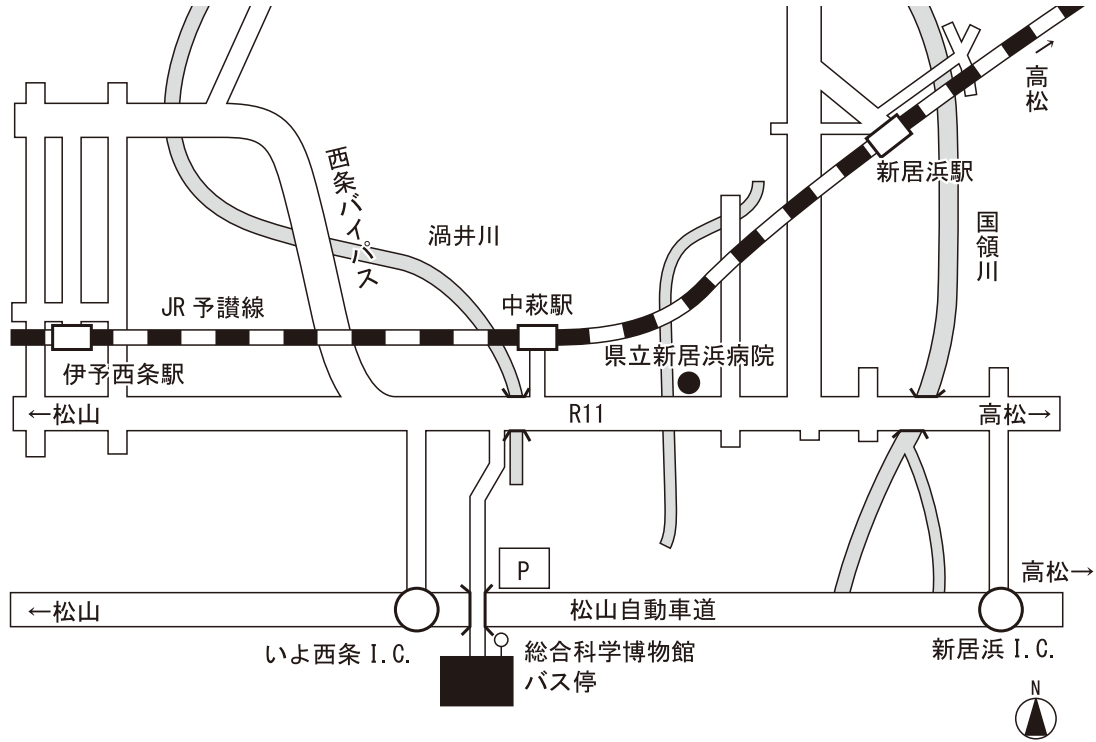 高松
新居浜駅
西条バイパス
渦井川
国領川
JR 予讃線
中萩駅
県立新居浜病院
伊予西条駅
←松山
R11
高松→
P
高松→
←松山
松山自動車道
いよ西条 I.C.
総合科学博物館
バス停
新居浜 I.C.
N